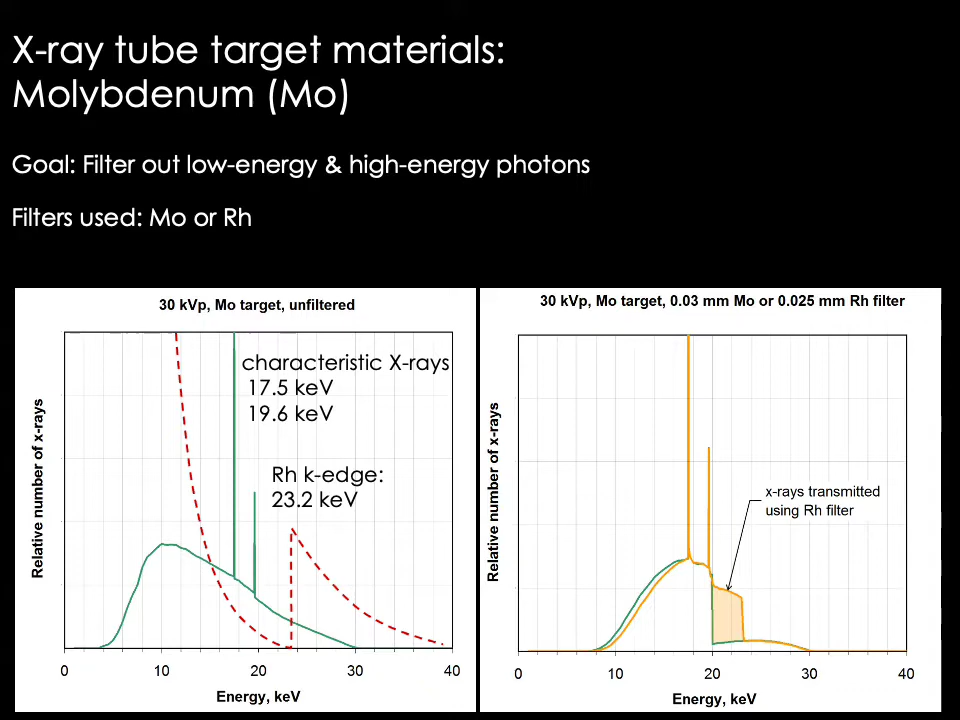 X-ray tube target materials:
Molybdenum (Mo)
Goal: Filter out low-energy & high-energy photons
Filters used: Mo or Rh
30 kVp, Mo target, unfiltered
characteristic X-rays
17.5 keV
19.6 keV
Rh k-edge:
23.2 keV
Relative number of x-rays
0 10 20 30 40
Energy, keV
30 kVp, Mo target, 0.03 mm Mo or 0.025 mm Rh filter
x-rays transmitted
using Rh filter
Relative number of x-rays
0 10 20 30 40
Energy, keV